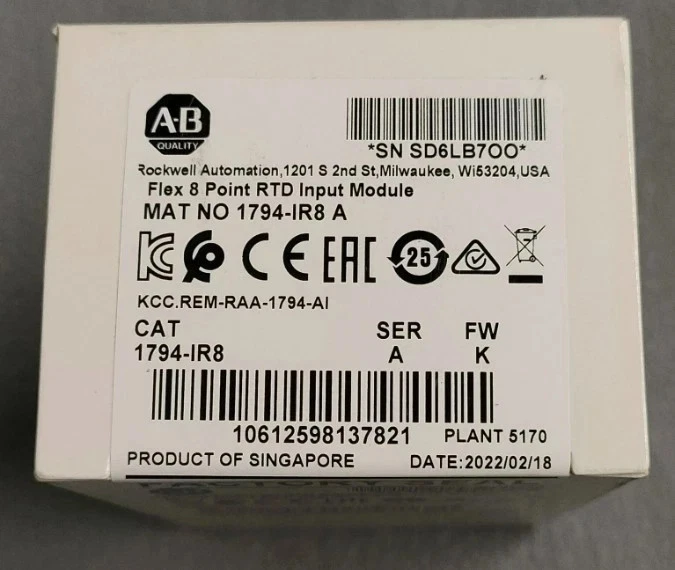 A-B
QUALITY
*SN SD6LB7OO*
Rockwell Automation,1201 S 2nd St,Milwaukee, Wi53204,USA
Flex 8 Point RTD Input Module
MAT NO 1794-IR8 A
CE EAC 25
KCC.REM-RAA-1794-AI
CAT SER FW
1794-IR8 A K
10612598137821 PLANT 5170
PRODUCT OF SINGAPORE DATE:2022/02/18
FACTORY SEAL